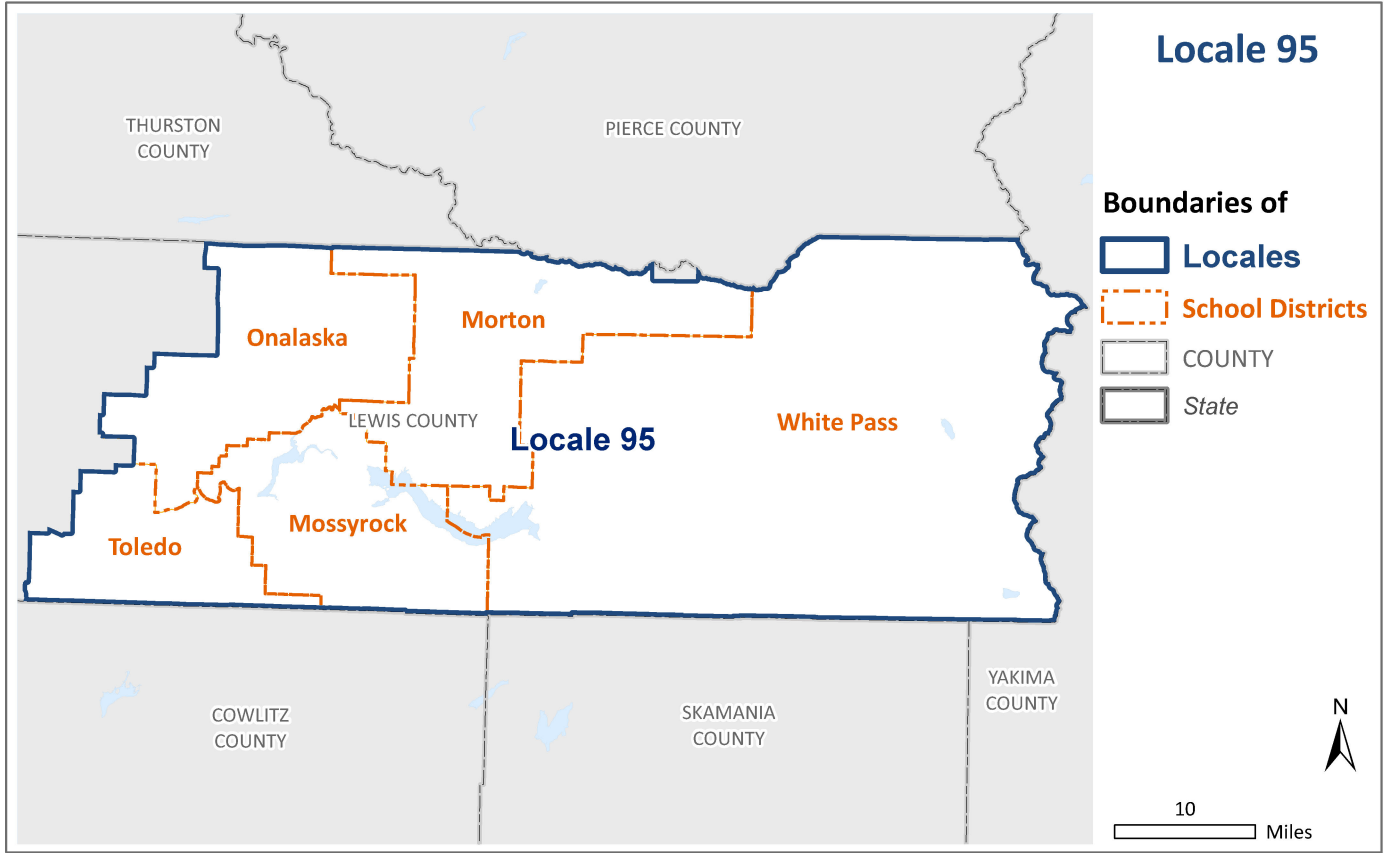 Locale 95
THURSTON
COUNTY
PIERCE COUNTY
Boundaries of
Locales
School Districts
COUNTY
State
Onalaska
Morton
LEWIS COUNTY
Locale 95
White Pass
Mossyrock
Toledo
COWLITZ
COUNTY
SKAMANIA
COUNTY
YAKIMA
COUNTY
N
10
Miles